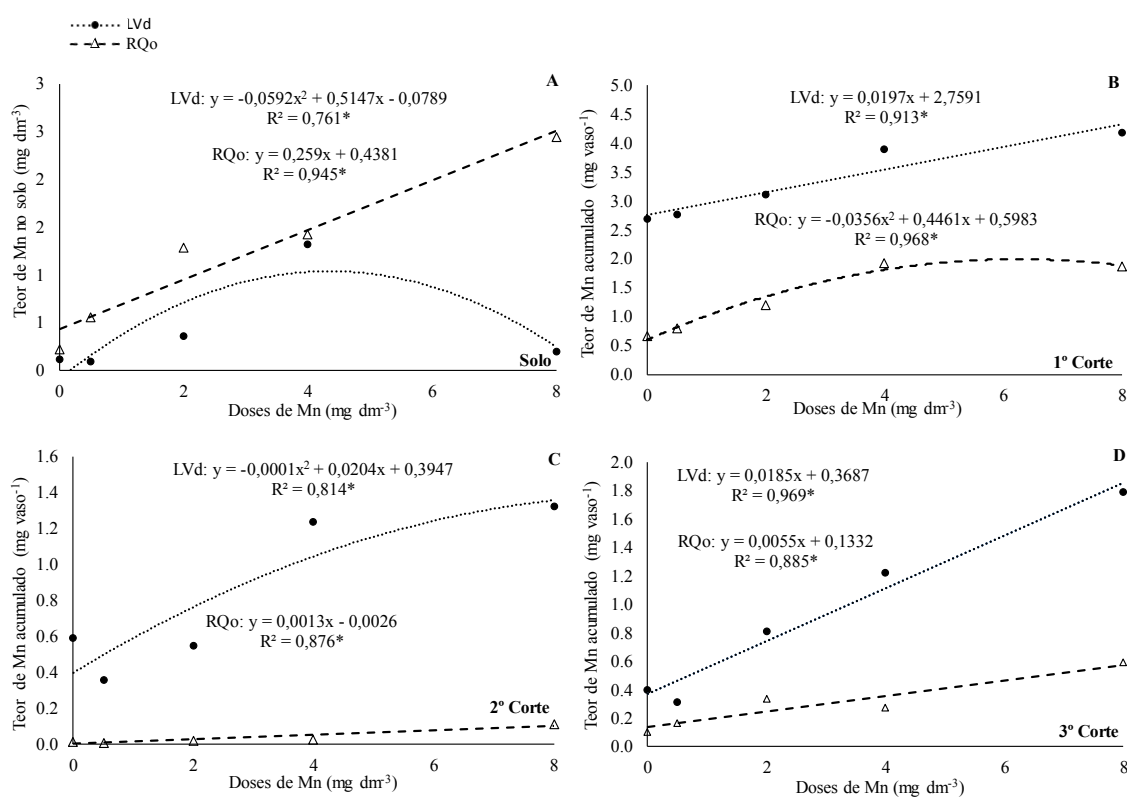 LVd
RQo
A
LVd: y = -0,0592x² + 0,5147x - 0,0789
R² = 0,761*
RQo: y = 0,259x + 0,4381
R² = 0,945*
Teor de Mn no solo (mg dm⁻³)
3
3
2
2
1
1
0
0 2 4 6 8
Solo
Doses de Mn (mg dm⁻³)
B
LVd: y = 0,0197x + 2,7591
R² = 0,913*
RQo: y = -0,0356x² + 0,4461x + 0,5983
R² = 0,968*
Teor de Mn acumulado (mg vaso⁻¹)
5.0
4.5
4.0
3.5
3.0
2.5
2.0
1.5
1.0
0.5
0.0
0 2 4 6 8
1º Corte
Doses de Mn (mg dm⁻³)
C
LVd: y = -0,0001x² + 0,0204x + 0,3947
R² = 0,814*
RQo: y = 0,0013x - 0,0026
R² = 0,876*
Teor de Mn acumulado (mg vaso⁻¹)
1.6
1.4
1.2
1.0
0.8
0.6
0.4
0.2
0.0
0 2 4 6 8
2º Corte
Doses de Mn (mg dm⁻³)
D
LVd: y = 0,0185x + 0,3687
R² = 0,969*
RQo: y = 0,0055x + 0,1332
R² = 0,885*
Teor de Mn acumulado (mg vaso⁻¹)
2.0
1.8
1.6
1.4
1.2
1.0
0.8
0.6
0.4
0.2
0.0
0 2 4 6 8
3º Corte
Doses de Mn (mg dm⁻³)